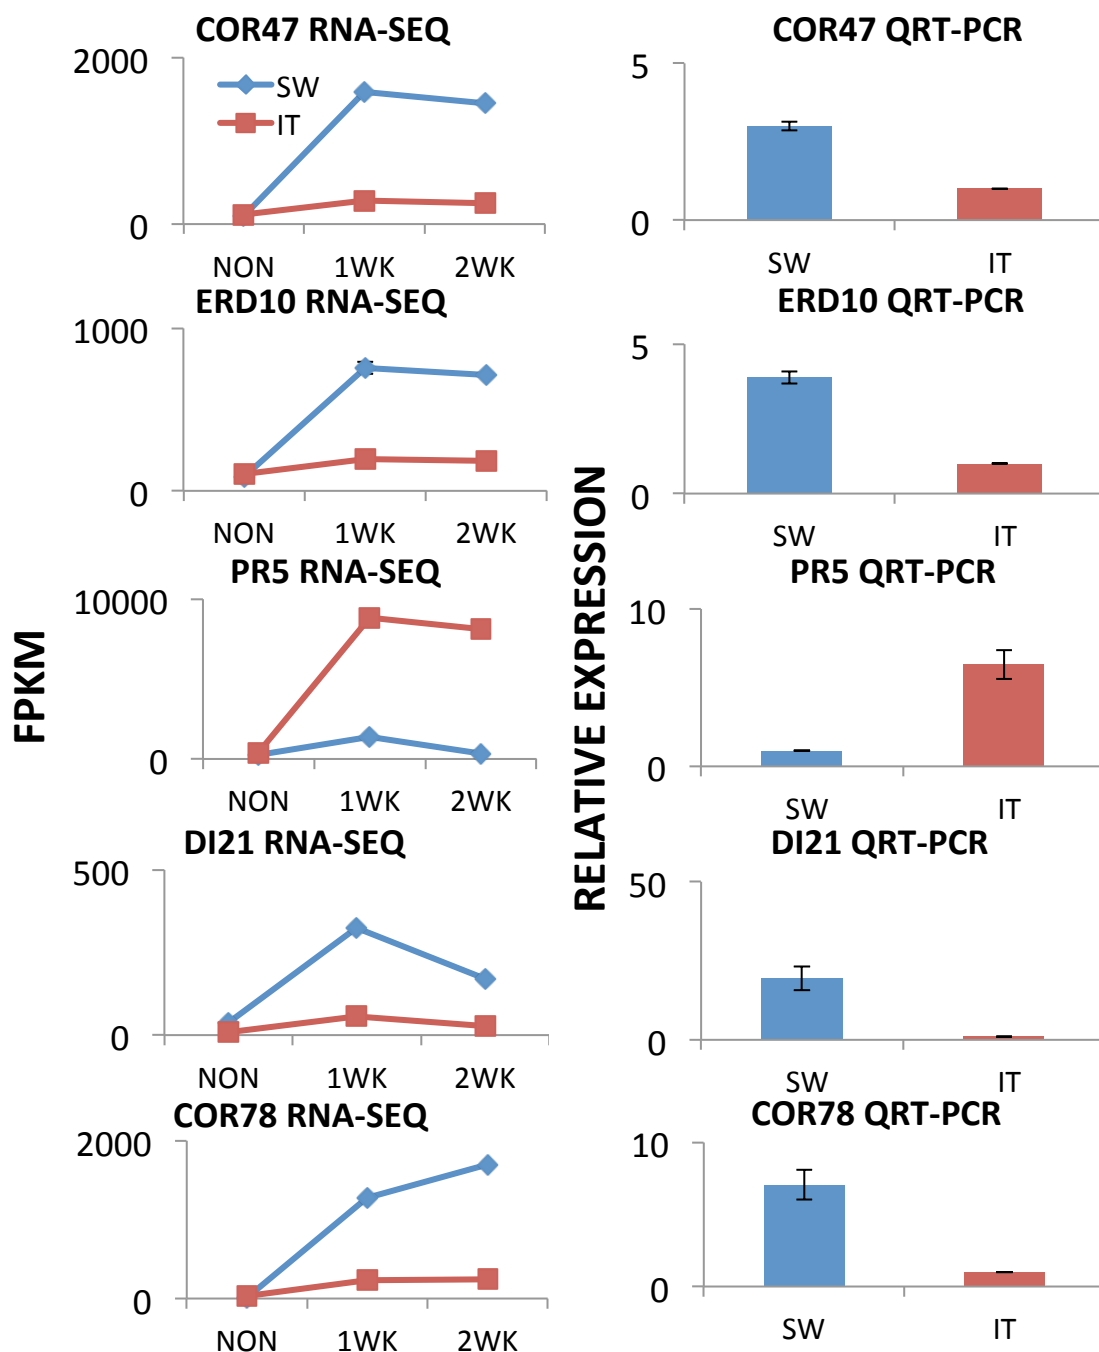 COR47 RNA-SEQ
2000
SW
IT
0
NON 1WK 2WK
COR47 QRT-PCR
5
0
SW IT
ERD10 RNA-SEQ
1000
0
NON 1WK 2WK
ERD10 QRT-PCR
5
0
SW IT
FPKM
RELATIVE EXPRESSION
PR5 RNA-SEQ
10000
0
NON 1WK 2WK
PR5 QRT-PCR
10
0
SW IT
DI21 RNA-SEQ
500
0
NON 1WK 2WK
DI21 QRT-PCR
50
0
SW IT
COR78 RNA-SEQ
2000
0
NON 1WK 2WK
COR78 QRT-PCR
10
0
SW IT